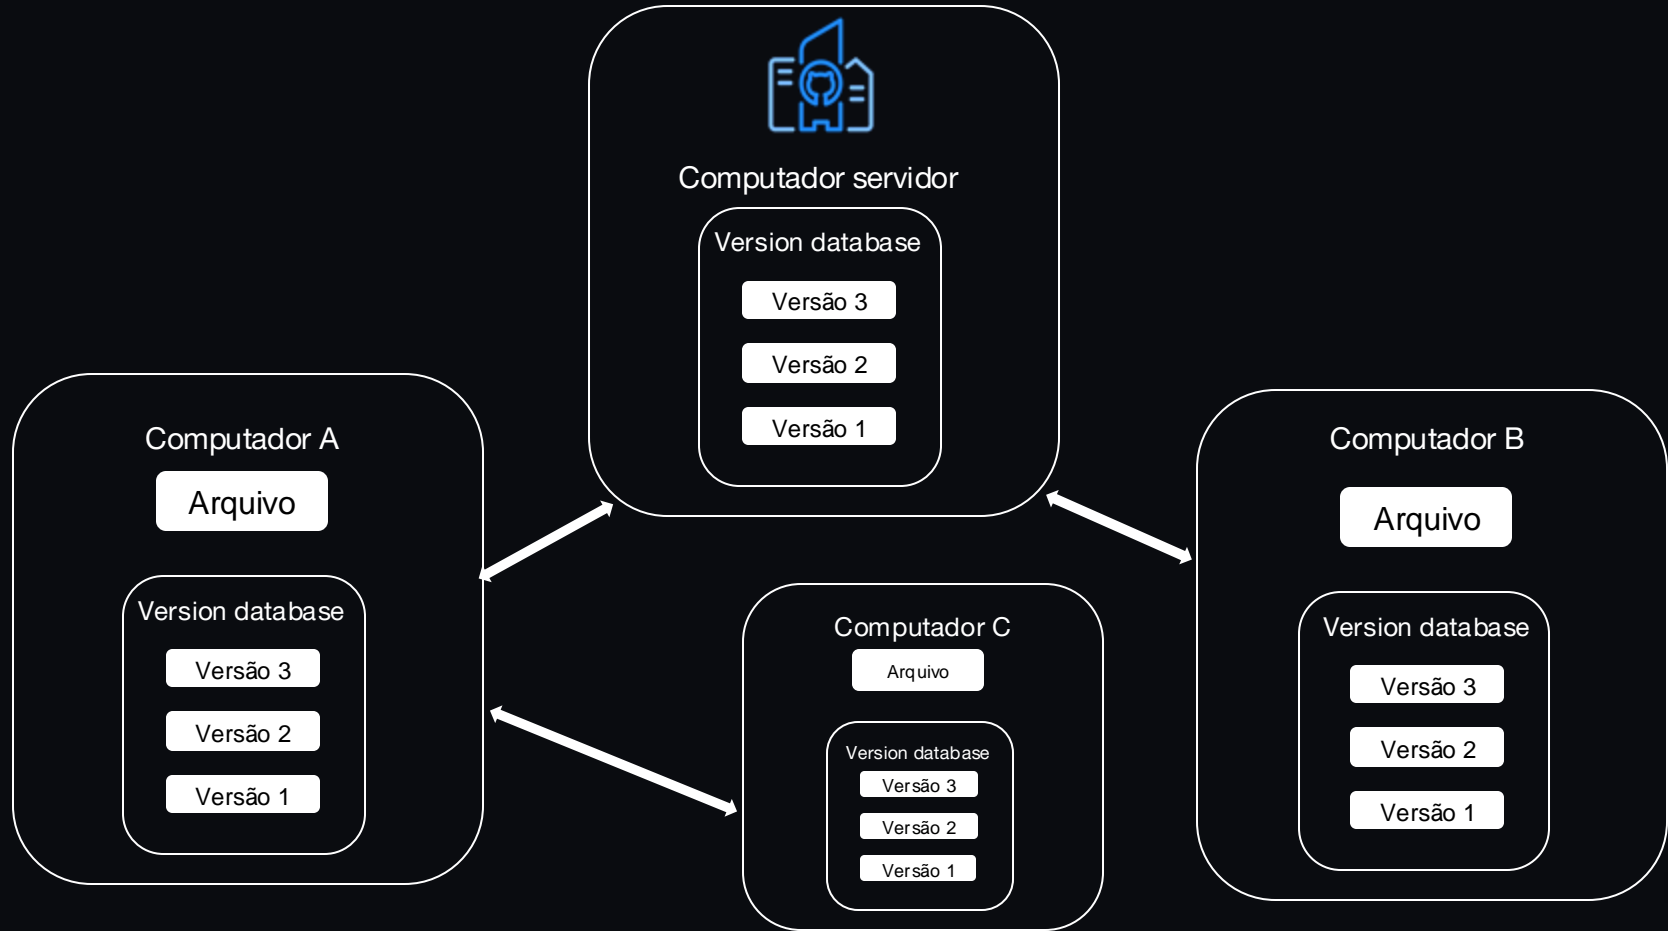 Computador servidor
Version database
Versão 3
Versão 2
Versão 1
Computador A
Arquivo
Version database
Versão 3
Versão 2
Versão 1
Computador C
Arquivo
Version database
Versão 3
Versão 2
Versão 1
Computador B
Arquivo
Version database
Versão 3
Versão 2
Versão 1